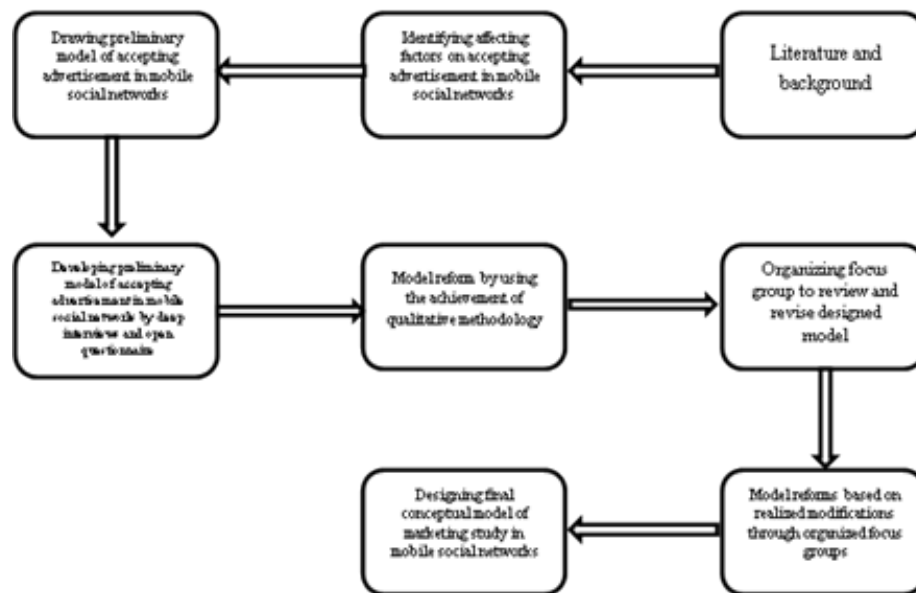 Drawing preliminary
model of accepting
advertisement in mobile
social networks
Identifying affecting
factors on accepting
advertisement in mobile
social networks
Literature and
background
Developing preliminary
model of accepting
advertisement in mobile
social network by deep
interviews and open
questionnaire
Model reform by using
the achievement of
qualitative methodology
Organizing focus
group to review and
revise designed
model
Designing final
conceptual model of
marketing study in
mobile social networks
Model reforms based on
realized modifications
through organized focus
groups